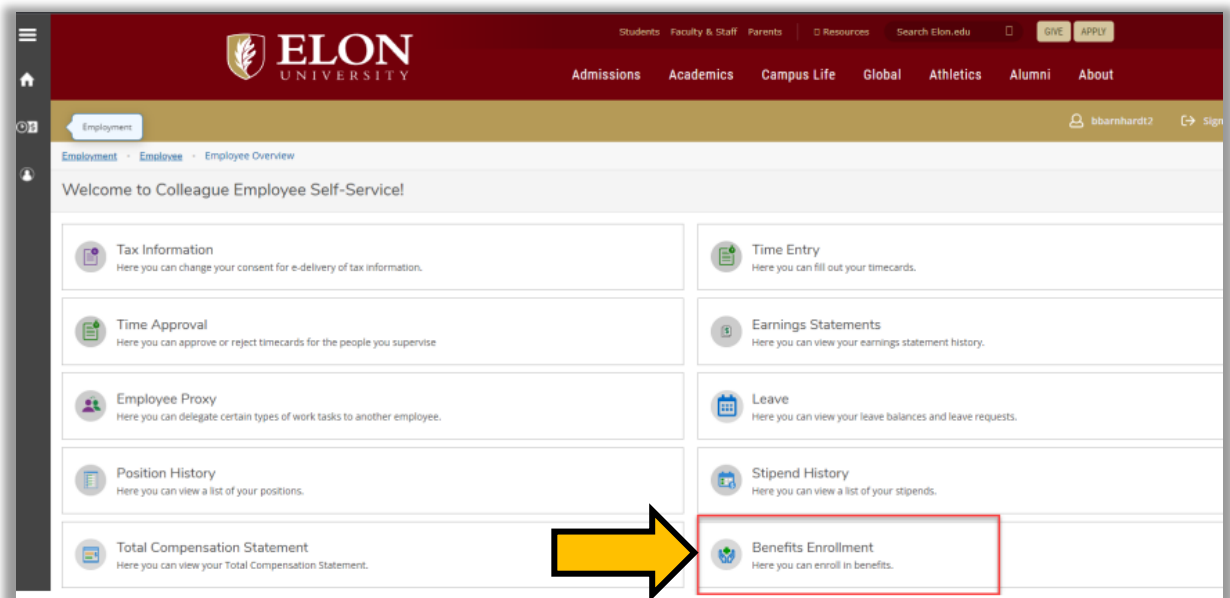 Students Faculty & Staff Parents Resources Search Elon.edu GIVE APPLY
ELON
UNIVERSITY
Admissions Academics Campus Life Global Athletics Alumni About
Employment
bbarnhardt2 Sign
Employment · Employee · Employee Overview
Welcome to Colleague Employee Self-Service!
Tax Information
Here you can change your consent for e-delivery of tax information.
Time Entry
Here you can fill out your timecards.
Time Approval
Here you can approve or reject timecards for the people you supervise
Earnings Statements
Here you can view your earnings statement history.
Employee Proxy
Here you can delegate certain types of work tasks to another employee.
Leave
Here you can view your leave balances and leave requests.
Position History
Here you can view a list of your positions.
Stipend History
Here you can view a list of your stipends.
Total Compensation Statement
Here you can view your Total Compensation Statement.
Benefits Enrollment
Here you can enroll in benefits.